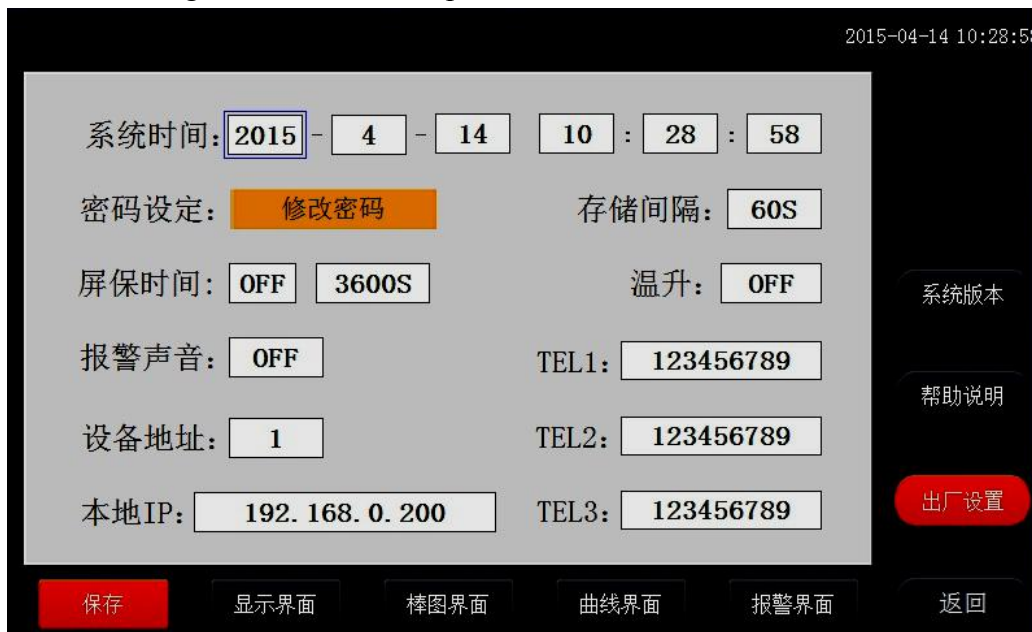 2015-04-14 10:28:5
系统时间: 2015 - 4 - 14 10 : 28 : 58
密码设定: 修改密码 存储间隔: 60S
屏保时间: OFF 3600S 温升: OFF
系统版本
报警声音: OFF TEL1: 123456789
帮助说明
设备地址: 1 TEL2: 123456789
本地IP: 192.168.0.200 TEL3: 123456789
出厂设置
保存 显示界面 棒图界面 曲线界面 报警界面 返回